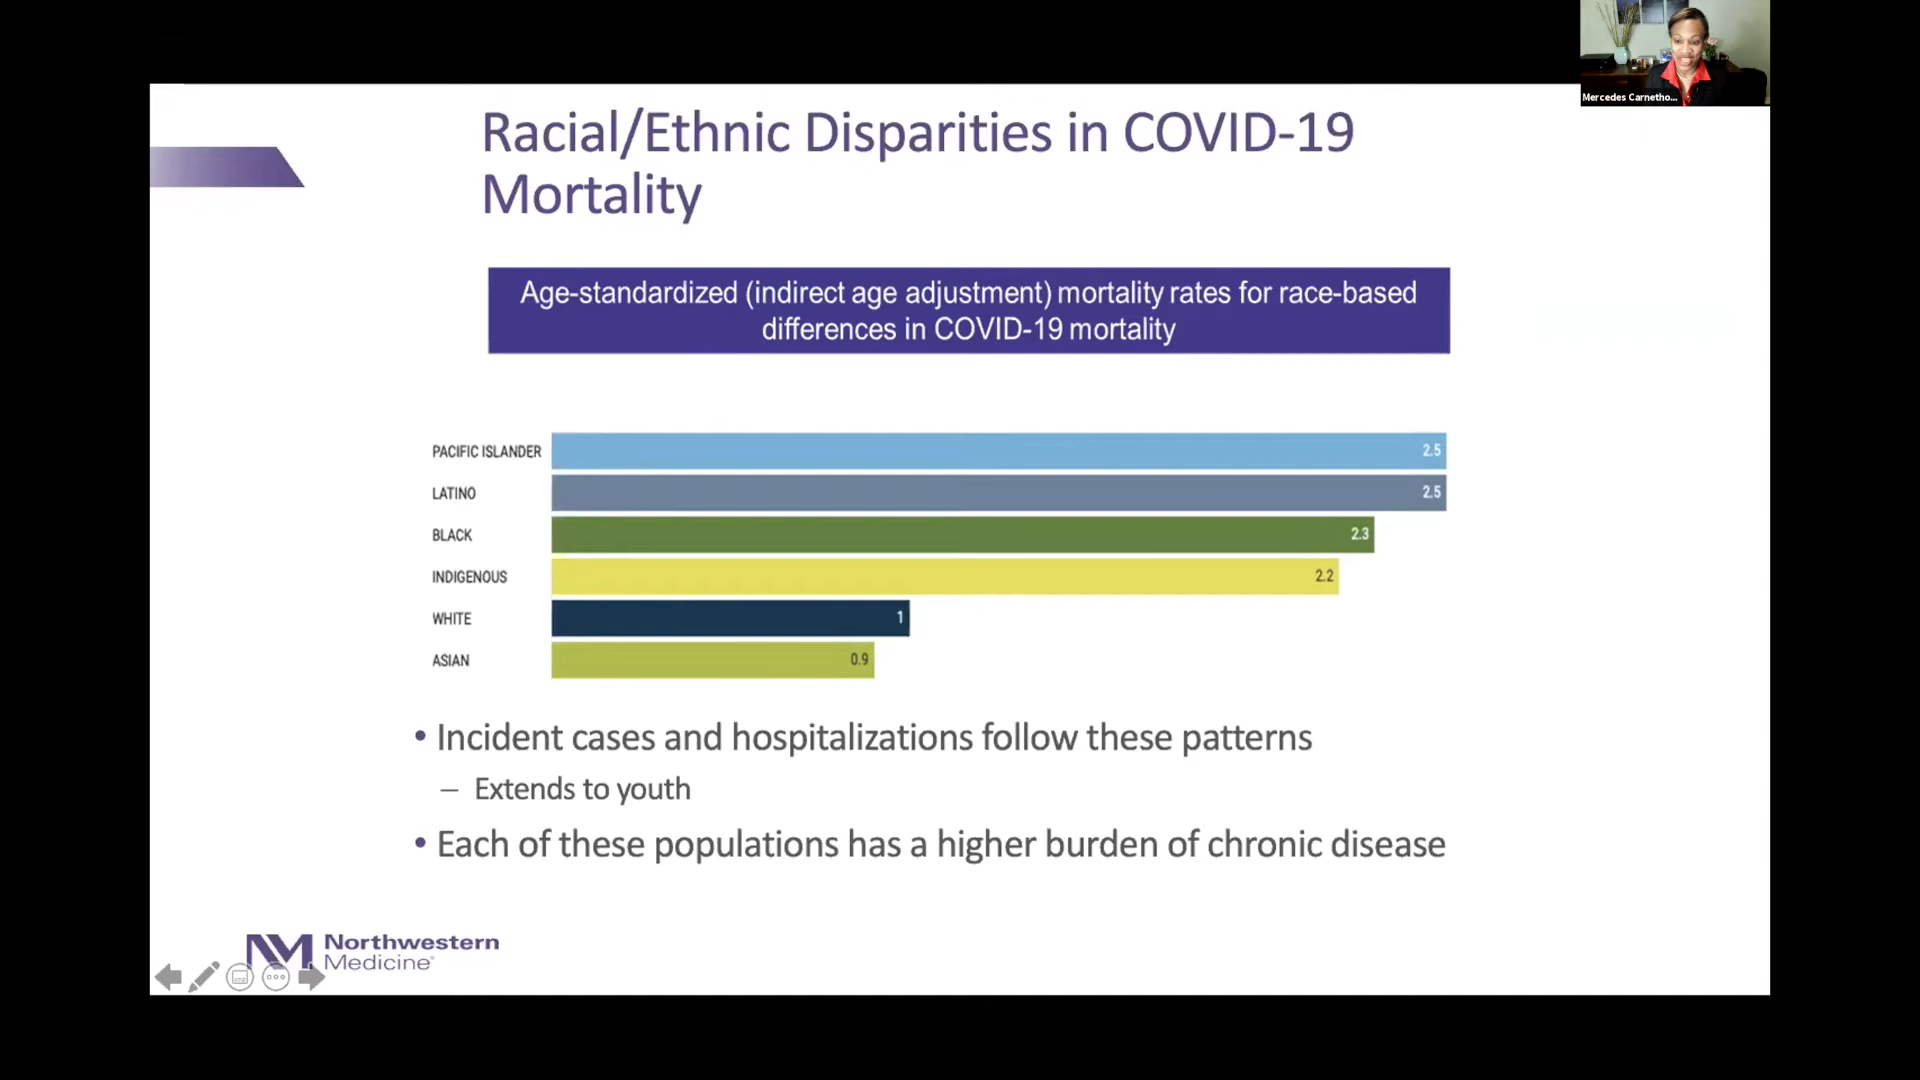 Mercedes Carnetho...
Racial/Ethnic Disparities in COVID-19
Mortality
Age-standardized (indirect age adjustment) mortality rates for race-based
differences in COVID-19 mortality
PACIFIC ISLANDER 2.5
LATINO 2.5
BLACK 2.3
INDIGENOUS 2.2
WHITE 1
ASIAN 0.9
• Incident cases and hospitalizations follow these patterns
– Extends to youth
• Each of these populations has a higher burden of chronic disease
NM Northwestern
Medicine®